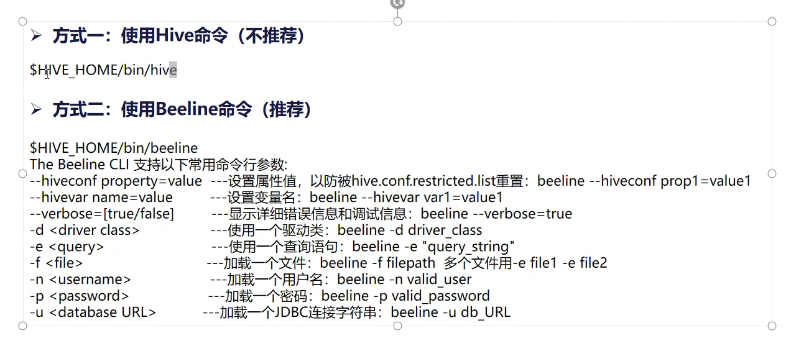 ➢ 方式一：使用Hive命令（不推荐）
$HIVE_HOME/bin/hive
➢ 方式二：使用Beeline命令（推荐）
$HIVE_HOME/bin/beeline
The Beeline CLI 支持以下常用命令行参数:
--hiveconf property=value ---设置属性值，以防被hive.conf.restricted.list重置：beeline --hiveconf prop1=value1
--hivevar name=value ---设置变量名：beeline --hivevar var1=value1
--verbose=[true/false] ---显示详细错误信息和调试信息：beeline --verbose=true
-d <driver class> ---使用一个驱动类：beeline -d driver_class
-e <query> ---使用一个查询语句：beeline -e "query_string"
-f <file> ---加载一个文件：beeline -f filepath 多个文件用-e file1 -e file2
-n <username> ---加载一个用户名：beeline -n valid_user
-p <password> ---加载一个密码：beeline -p valid_password
-u <database URL> ---加载一个JDBC连接字符串：beeline -u db_URL